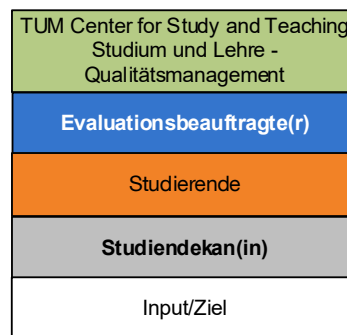 TUM Center for Study and Teaching
Studium und Lehre -
Qualitätsmanagement
Evaluationsbeauftragte(r)
Studierende
Studiendekan(in)
Input/Ziel